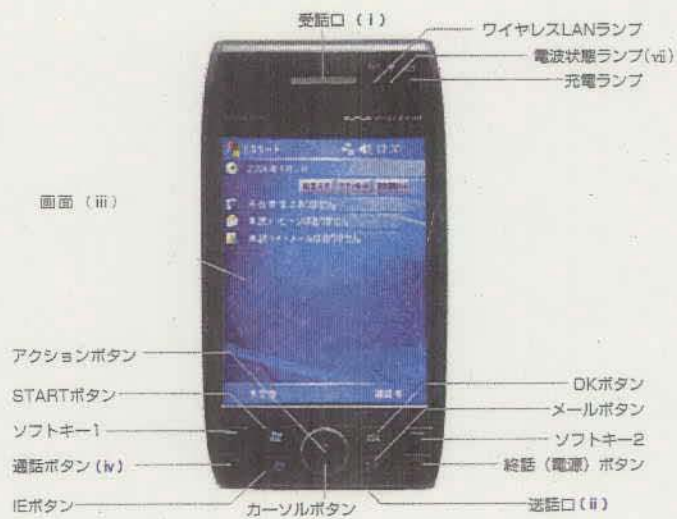 受話口 (i)
ワイヤレスLANランプ
電波状態ランプ(vii)
充電ランプ
画面 (iii)
アクションボタン
STARTボタン
ソフトキー1
通話ボタン(iv)
IEボタン
カーソルボタン
OKボタン
メールボタン
ソフトキー2
終話(電源)ボタン
送話口(ii)